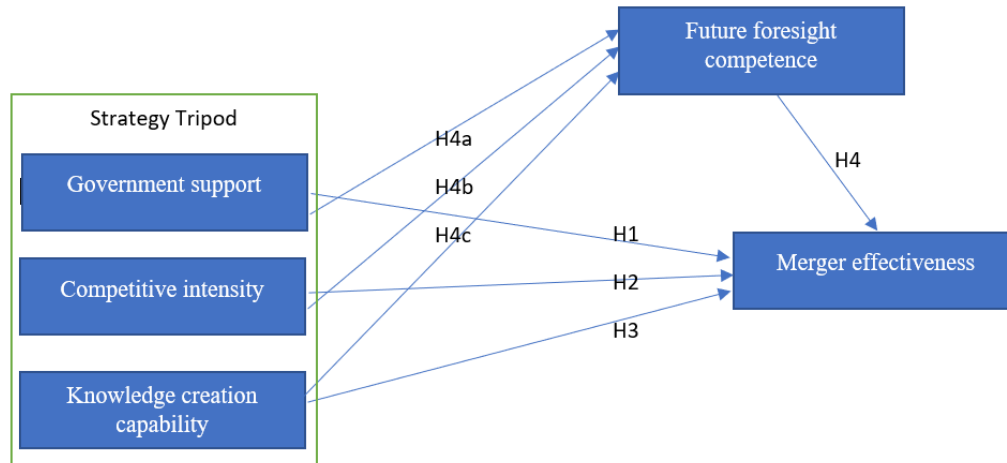 Future foresight
competence
Strategy Tripod
H4a
Government support
H4
H4b
H4c
H1
Merger effectiveness
Competitive intensity
H2
H3
Knowledge creation
capability